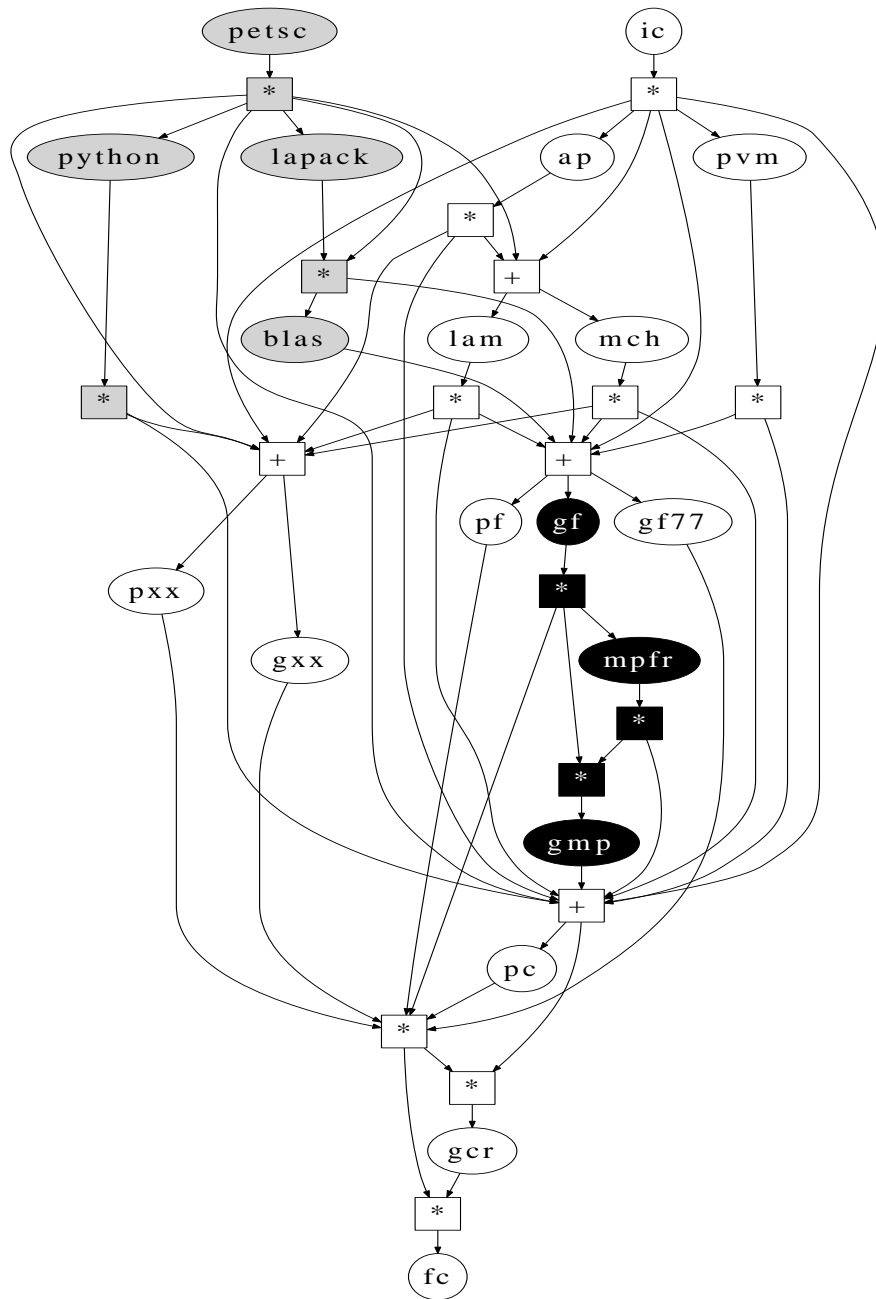 petsc ic
* *
python lapack ap pvm
*
* +
blas lam mch
* * * *
+ +
pf gf gf77
pxx *
gxx mpfr
*
*
gmp
+
pc
*
*
gcr
*
fc